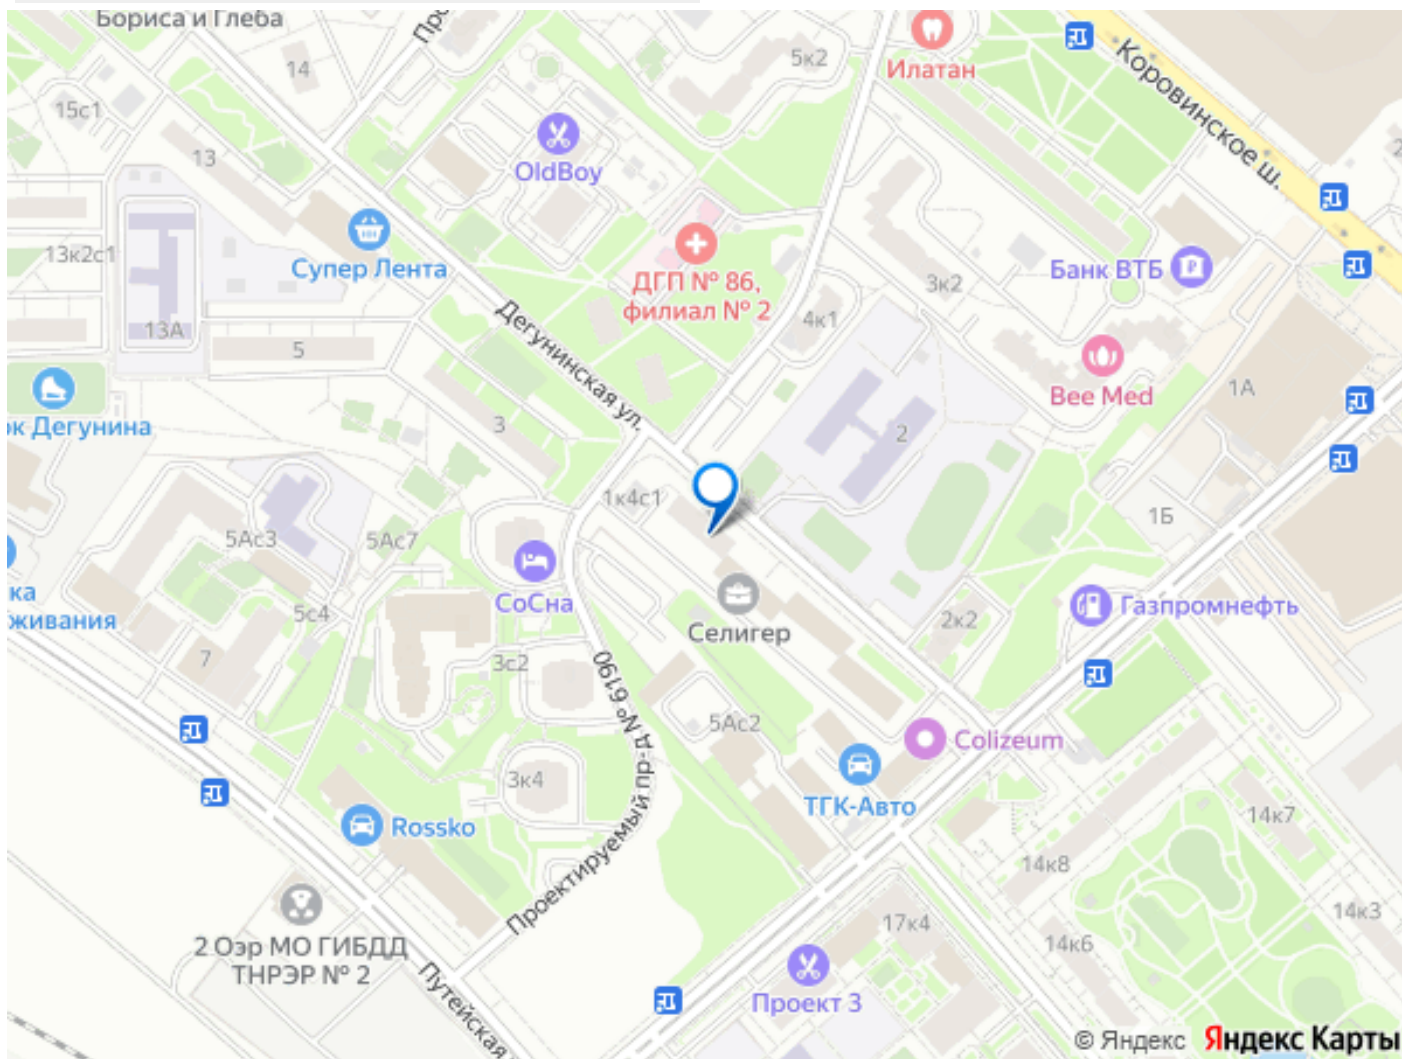 Бориса и Глеба
Про
14
15с1
13
5к2
Илатан
Коровинское ш.
OldBoy
13к2с1
Супер Лента
ДГП № 86,
филиал № 2
3к2
Банк ВТБ
13А
5
Дегунинская ул.
4к1
Bee Med
1А
к Дегунина
3
2
1к4с1
1Б
5Ас3
5Ас7
СоСна
ка
живания
5с4
7
3с2
Селигер
2к2
Газпромнефть
Проектируемый пр-д № 6190
5Ас2
Colizeum
3к4
ТГК-Авто
Rossko
14к7
14к8
2 Оэр МО ГИБДД
ТНРЭР № 2
17к4
14к6
14к3
Путейская
Проект 3
© Яндекс Яндекс Карты